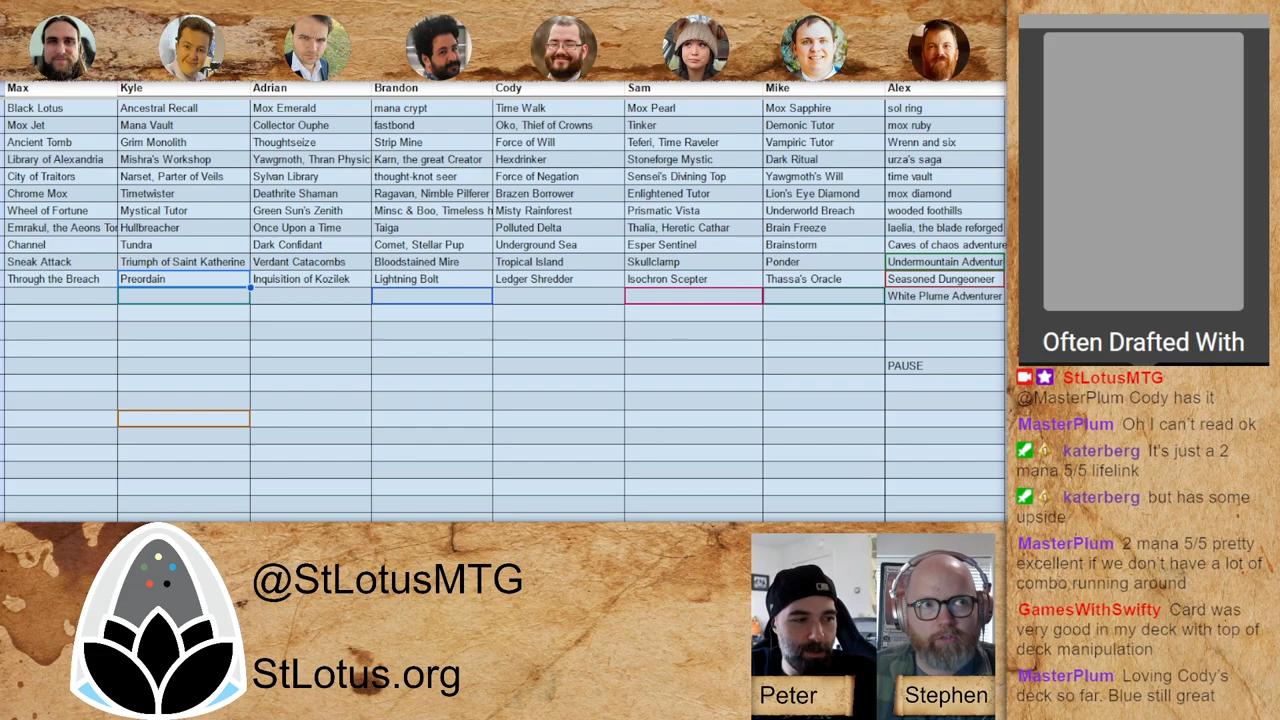 Max Kyle Adrian Brandon Cody Sam Mike Alex
Black Lotus Ancestral Recall Mox Emerald mana crypt Time Walk Mox Pearl Mox Sapphire sol ring
Mox Jet Mana Vault Collector Ouphe fastbond Oko, Thief of Crowns Tinker Demonic Tutor mox ruby
Ancient Tomb Grim Monolith Thoughtseize Strip Mine Force of Will Teferi, Time Raveler Vampiric Tutor Wrenn and six
Library of Alexandria Mishra's Workshop Yawgmoth, Thran Physic Karn, the great Creator Hexdrinker Stoneforge Mystic Dark Ritual urza's saga
City of Traitors Narset, Parter of Veils Sylvan Library thought-knot seer Force of Negation Sensei's Divining Top Yawgmoth's Will time vault
Chrome Mox Timetwister Deathrite Shaman Ragavan, Nimble Pilferer Brazen Borrower Enlightened Tutor Lion's Eye Diamond mox diamond
Wheel of Fortune Mystical Tutor Green Sun's Zenith Minsc & Boo, Timeless h Misty Rainforest Prismatic Vista Underworld Breach wooded foothills
Emrakul, the Aeons Tor Hullbreacher Once Upon a Time Taiga Polluted Delta Thalia, Heretic Cathar Brain Freeze laelia, the blade reforged
Channel Tundra Dark Confidant Comet, Stellar Pup Underground Sea Esper Sentinel Brainstorm Caves of chaos adventure
Sneak Attack Triumph of Saint Katherine Verdant Catacombs Bloodstained Mire Tropical Island Skullclamp Ponder Undermountain Adventur
Through the Breach Preordain Inquisition of Kozilek Lightning Bolt Ledger Shredder Isochron Scepter Thassa's Oracle Seasoned Dungeoneer
White Plume Adventurer
PAUSE
Often Drafted With
StLotusMTG
@MasterPlum Cody has it
MasterPlum Oh I can't read ok
katerberg It's just a 2
mana 5/5 lifelink
katerberg but has some
upside
MasterPlum 2 mana 5/5 pretty
excellent if we don't have a lot of
combo running around
GamesWithSwifty Card was
very good in my deck with top of
deck manipulation
MasterPlum Loving Cody's
deck so far. Blue still great
@StLotusMTG
StLotus.org
Peter
Stephen